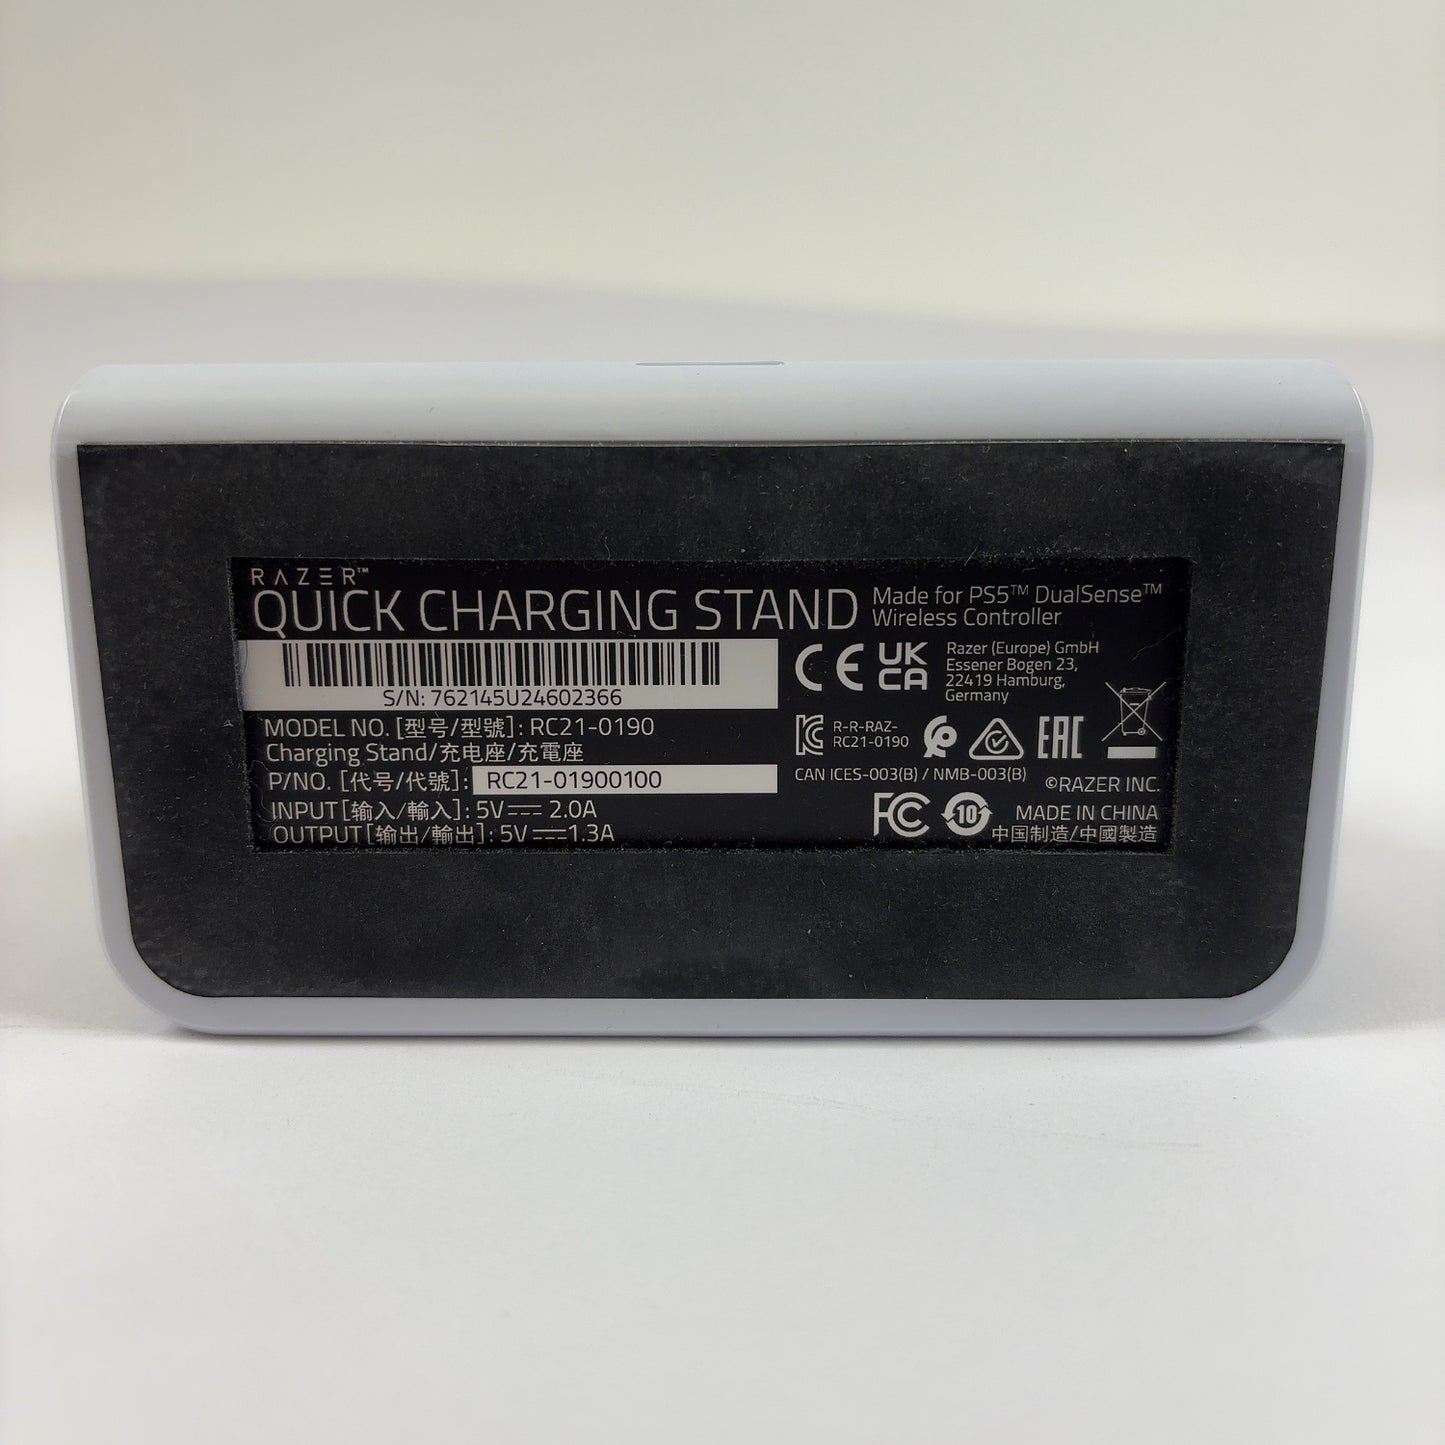 RAZER™
QUICK CHARGING STAND
Made for PS5™ DualSense™
Wireless Controller
S/N: 762145U24602366
MODEL NO. [型号/型號]: RC21-0190
Charging Stand/充电座/充電座
P/NO. [代号/代號]: RC21-01900100
INPUT[输入/輸入]: 5V⎓ 2.0A
OUTPUT[输出/輸出]: 5V⎓1.3A
CE UK
CA
Razer (Europe) GmbH
Essener Bogen 23,
22419 Hamburg,
Germany
R-R-RAZ-
RC21-0190
EAC
CAN ICES-003(B) / NMB-003(B)
©RAZER INC.
FC 10
MADE IN CHINA
中国制造/中國製造